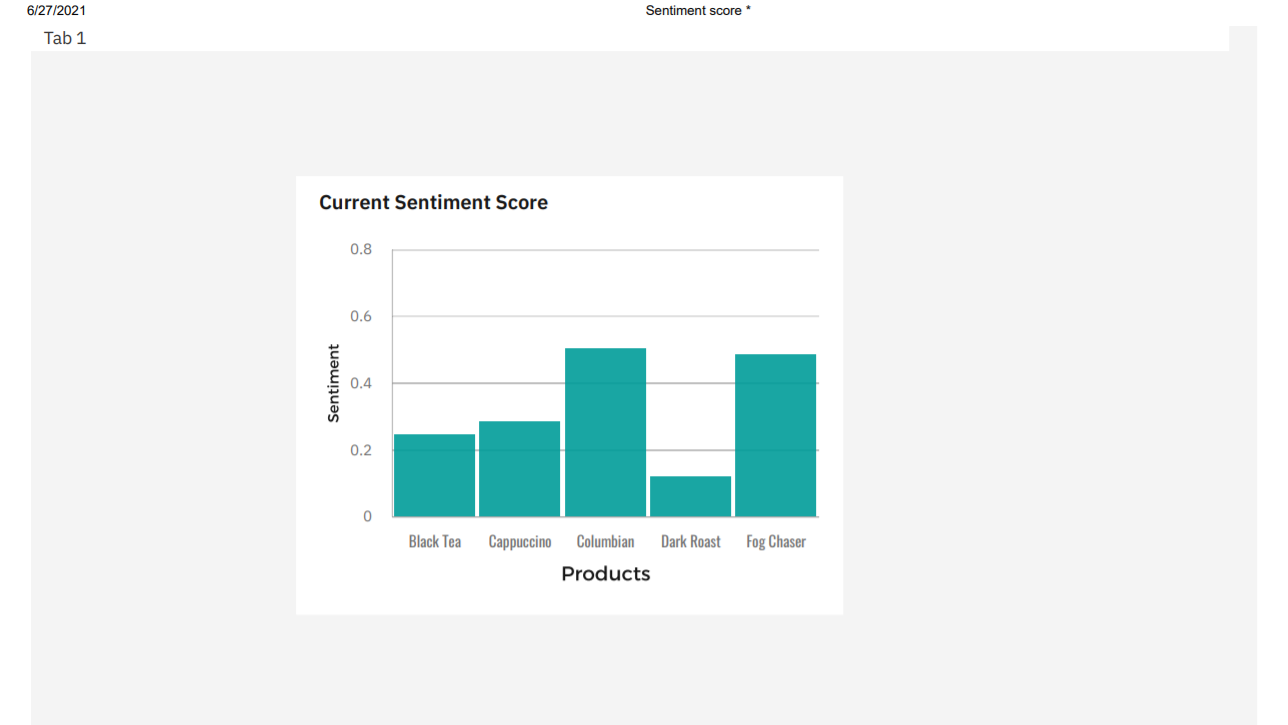 6/27/2021 Sentiment score *
Tab 1
Current Sentiment Score
0.8
0.6
0.4
0.2
0
Sentiment
Black Tea Cappuccino Columbian Dark Roast Fog Chaser
Products